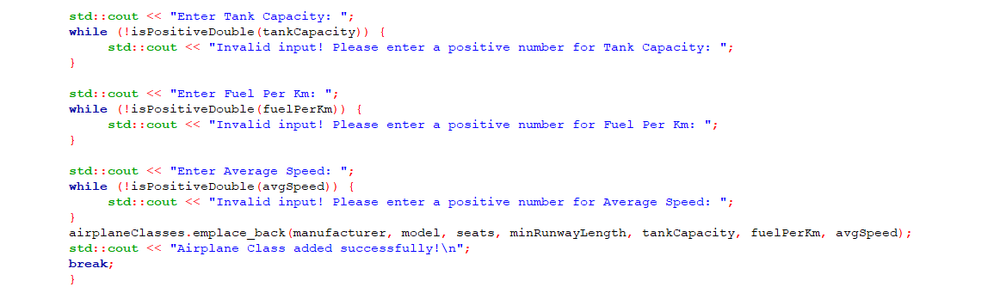 std::cout << "Enter Tank Capacity: ";
while (!isPositiveDouble(tankCapacity)) {
std::cout << "Invalid input! Please enter a positive number for Tank Capacity: ";
}
std::cout << "Enter Fuel Per Km: ";
while (!isPositiveDouble(fuelPerKm)) {
std::cout << "Invalid input! Please enter a positive number for Fuel Per Km: ";
}
std::cout << "Enter Average Speed: ";
while (!isPositiveDouble(avgSpeed)) {
std::cout << "Invalid input! Please enter a positive number for Average Speed: ";
}
airplaneClasses.emplace_back(manufacturer, model, seats, minRunwayLength, tankCapacity, fuelPerKm, avgSpeed);
std::cout << "Airplane Class added successfully!\n";
break;
}